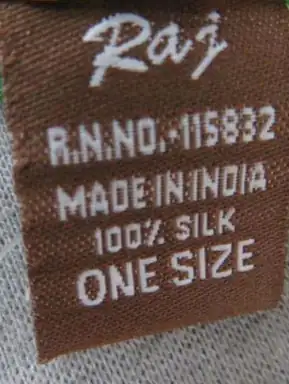 Raj
R.N.NO.-115832
MADE IN INDIA
100% SILK
ONE SIZE